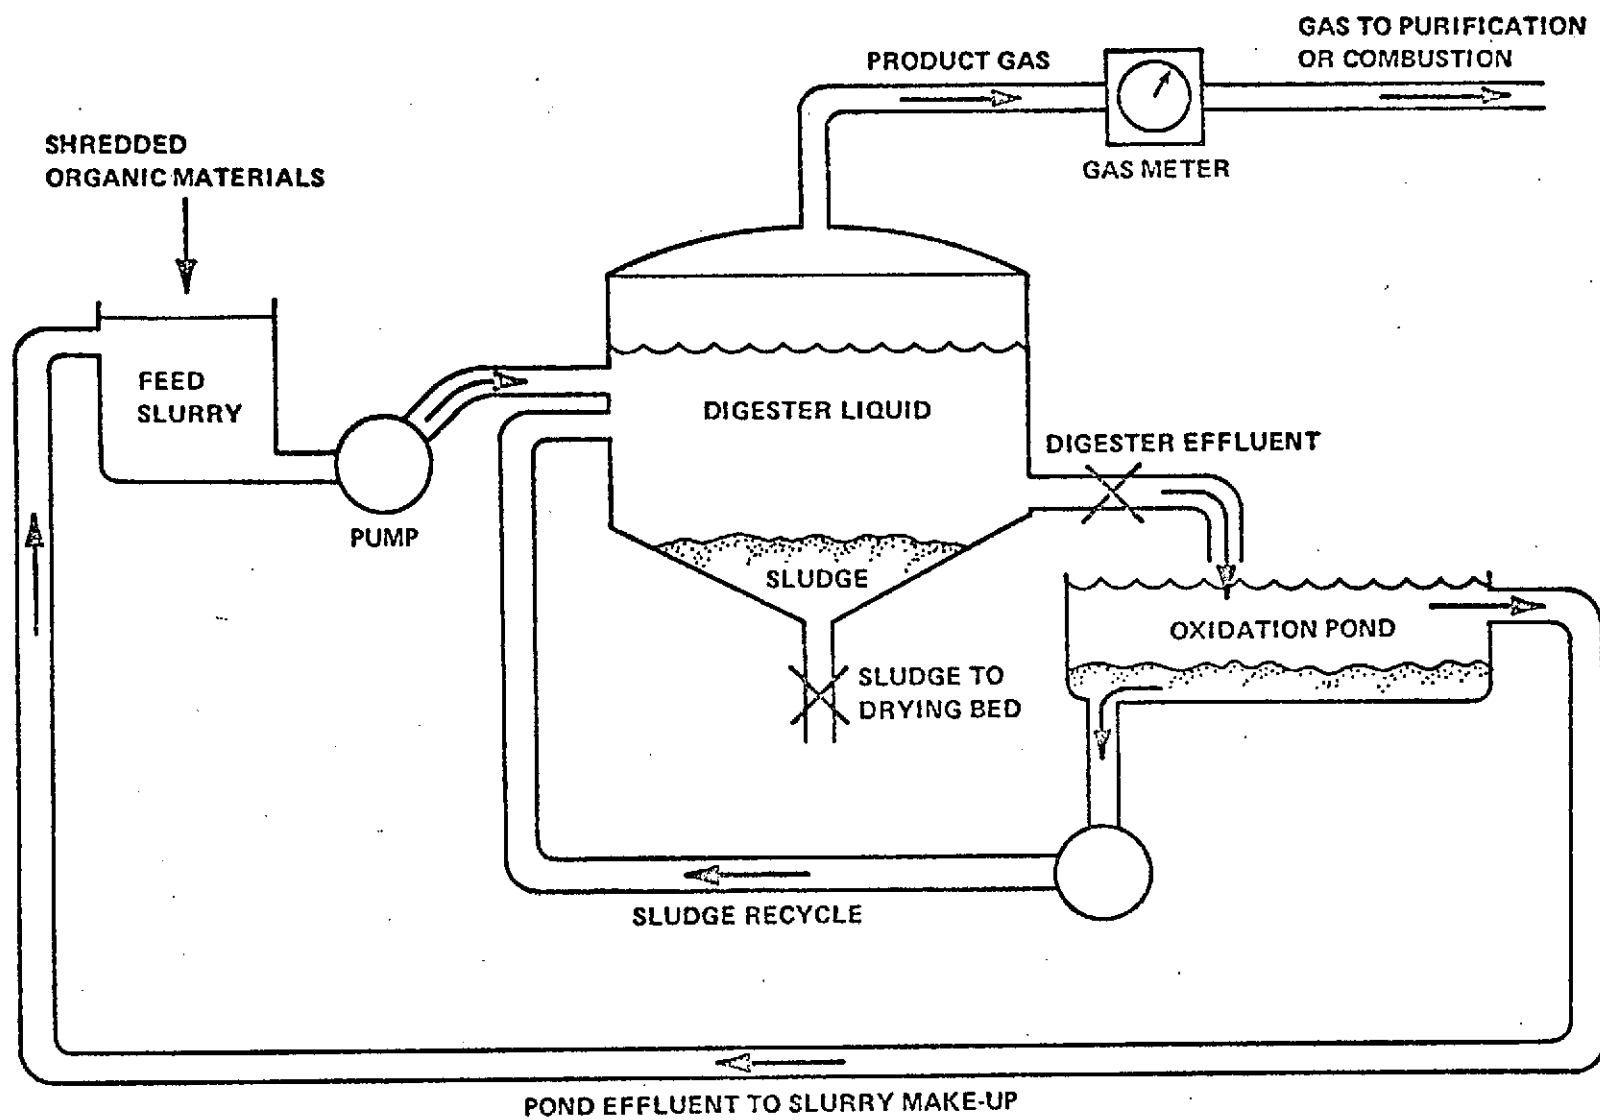 GAS TO PURIFICATION
OR COMBUSTION
PRODUCT GAS
GAS METER
SHREDDED
ORGANIC MATERIALS
FEED
SLURRY
PUMP
DIGESTER LIQUID
DIGESTER EFFLUENT
SLUDGE
OXIDATION POND
SLUDGE TO
DRYING BED
SLUDGE RECYCLE
POND EFFLUENT TO SLURRY MAKE-UP